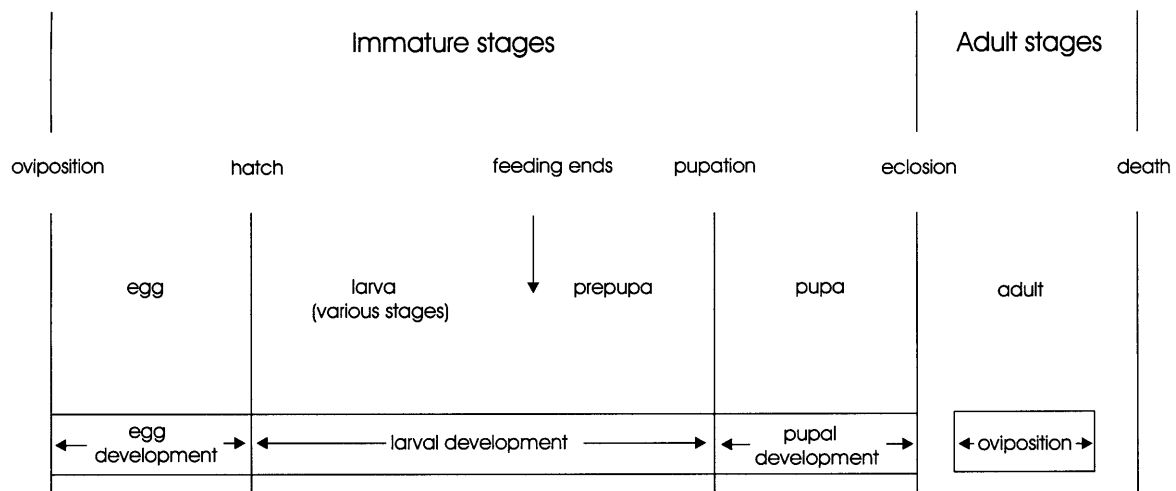 Immature stages
Adult stages
oviposition
hatch
feeding ends
pupation
eclosion
death
egg
larva
(various stages)
prepupa
pupa
adult
egg
development
larval development
pupal
development
oviposition